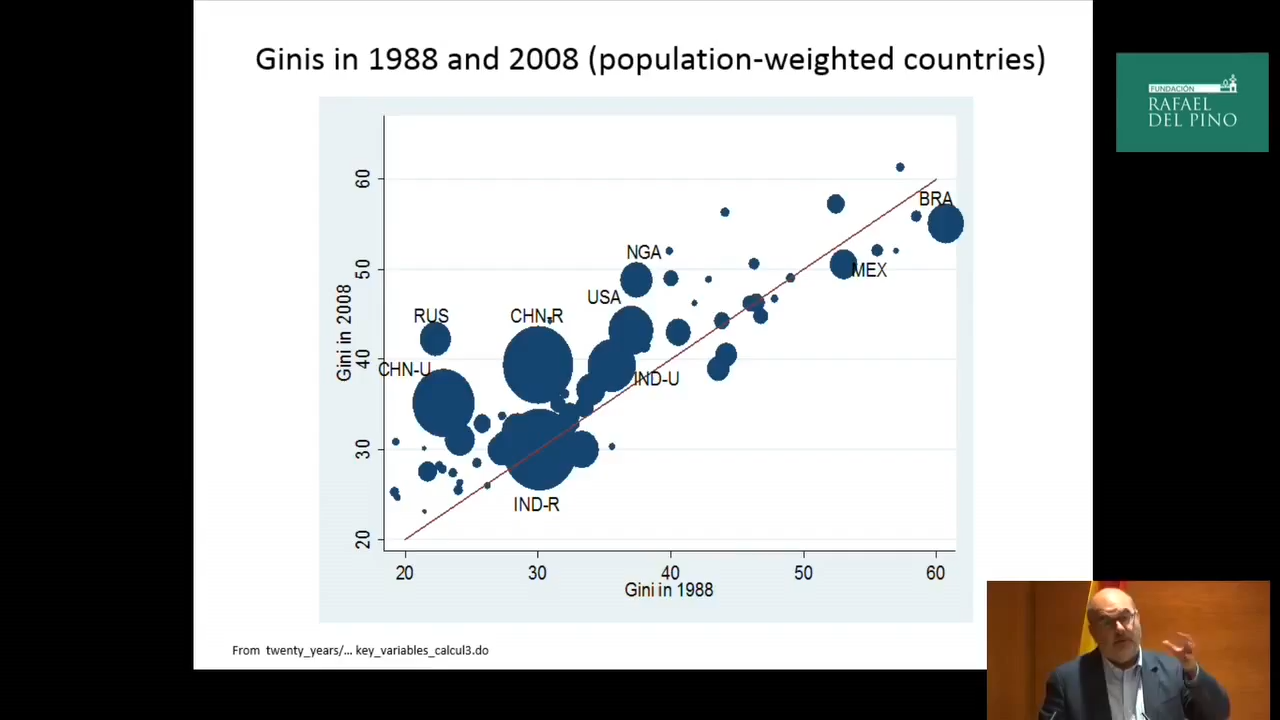 Ginis in 1988 and 2008 (population-weighted countries)
FUNDACIÓN
RAFAEL
DEL PINO
Gini in 2008
60
50
40
30
20
BRA
NGA
MEX
USA
RUS
CHN-R
CHN-U
IND-U
IND-R
20
30
40
50
60
Gini in 1988
From twenty_years/... key_variables_calcul3.do